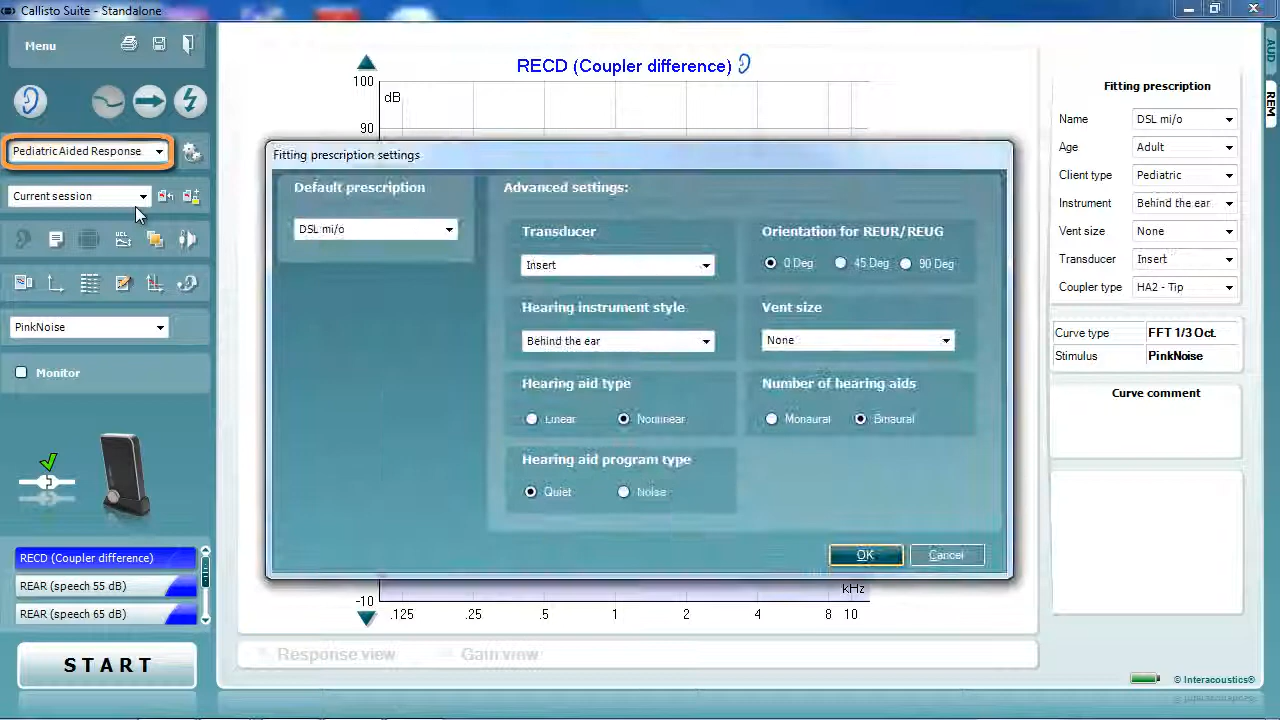 Callisto Suite - Standalone
Menu
Pediatric Aided Response
Current session
PinkNoise
Monitor
RECD (Coupler difference)
REAR (speech 55 dB)
REAR (speech 65 dB)
START
RECD (Coupler difference)
100
dB
90
-10
kHz
.125 .25 .5 1 2 4 8 10
Response view Gain view
Fitting prescription settings
Default prescription
DSL mi/o
Advanced settings:
Transducer
Insert
Orientation for REUR/REUG
0 Deg 45 Deg 90 Deg
Hearing instrument style
Behind the ear
Vent size
None
Hearing aid type
Linear Nonlinear
Number of hearing aids
Monaural Binaural
Hearing aid program type
Quiet Noise
OK Cancel
Fitting prescription
Name DSL mi/o
Age Adult
Client type Pediatric
Instrument Behind the ear
Vent size None
Transducer Insert
Coupler type HA2 - Tip
Curve type FFT 1/3 Oct.
Stimulus PinkNoise
Curve comment
© Interacoustics®
AUD
REM